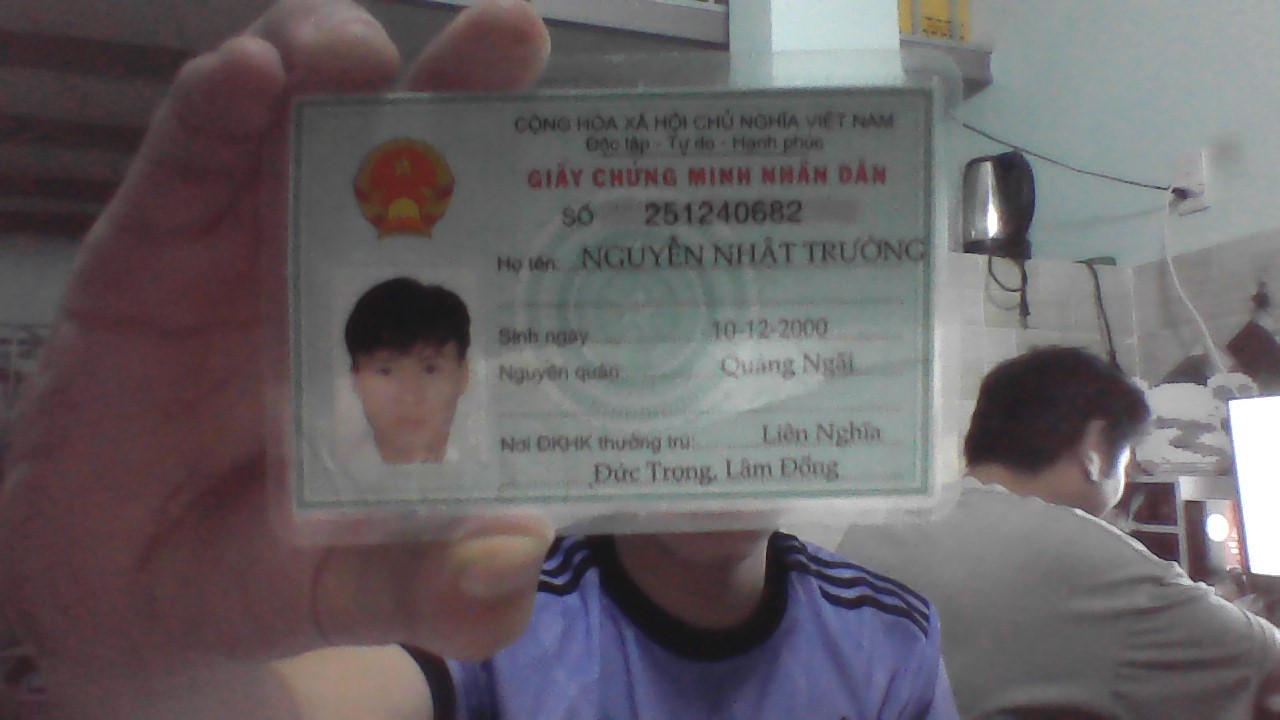 CỘNG HÒA XÃ HỘI CHỦ NGHĨA VIỆT NAM
Độc lập - Tự do - Hạnh phúc
GIẤY CHỨNG MINH NHÂN DÂN
SỐ 251240682
Họ tên: NGUYỄN NHẬT TRƯỜNG
Sinh ngày 10-12-2000
Nguyên quán Quảng Ngãi
Nơi ĐKHK thường trú: Liên Nghĩa
Đức Trọng, Lâm Đồng